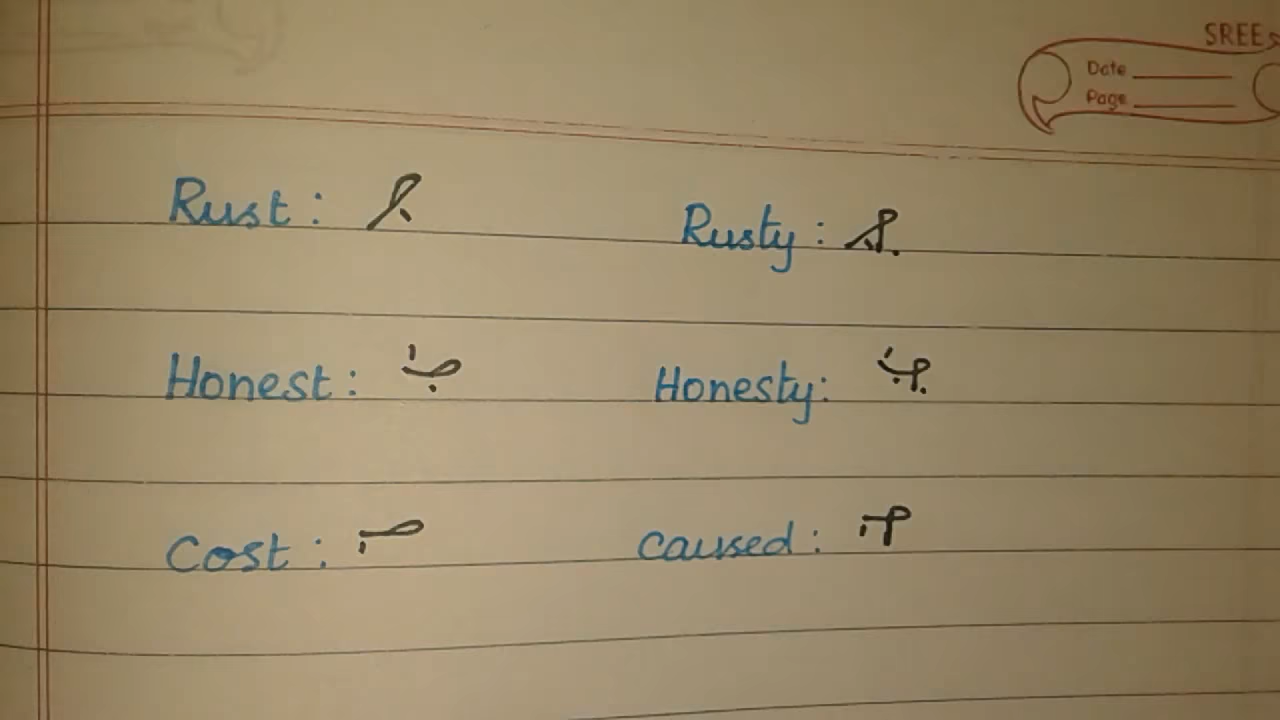 SREE
Date
Page
Rust : Rusty :
Honest : Honesty:
Cost : caused :